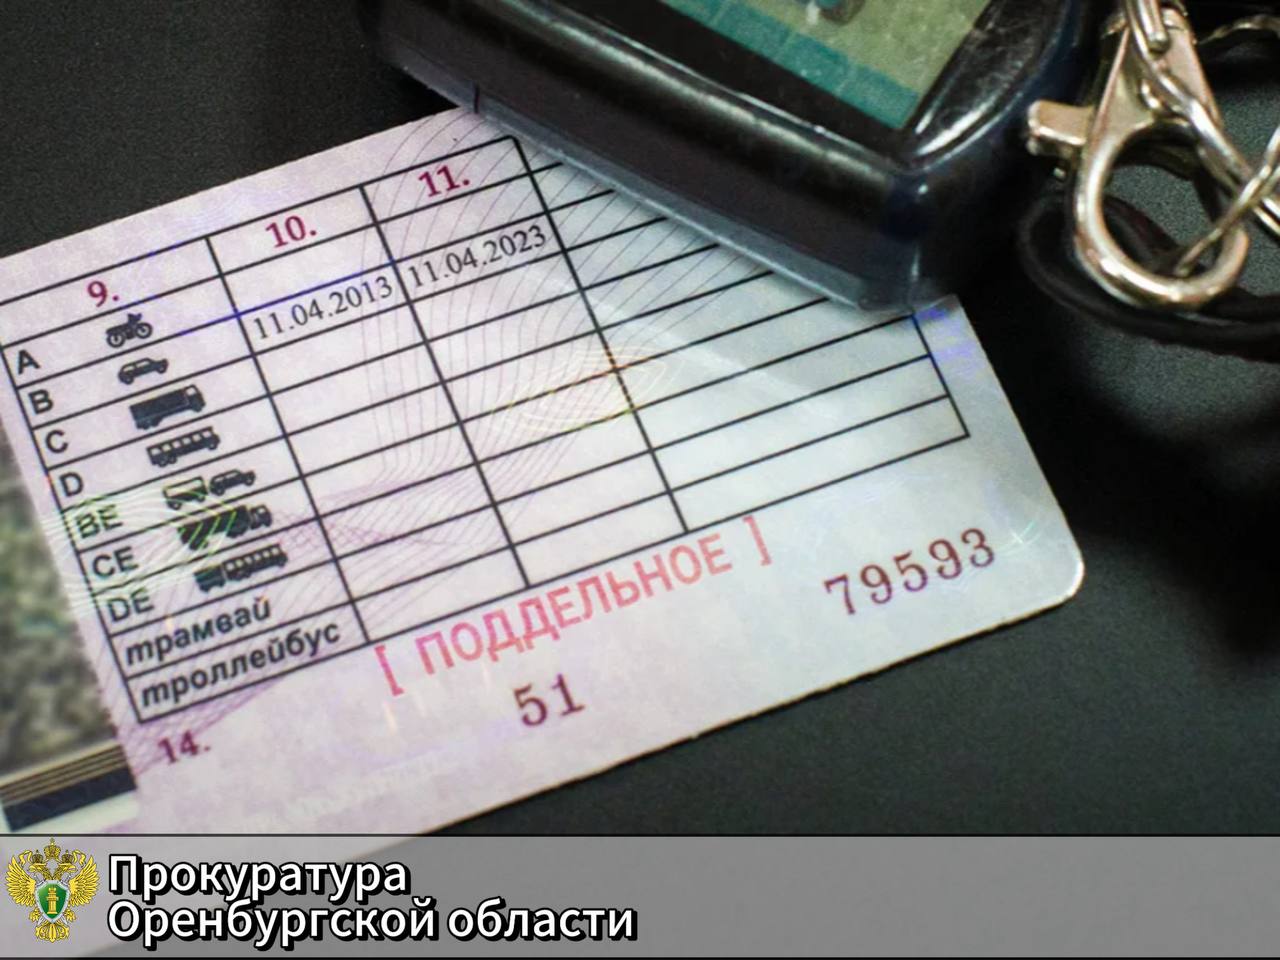 9.
10.
11.
A
B 11.04.2013 11.04.2023
C
D
BE
CE
DE
трамвай
троллейбус
[ ПОДДЕЛЬНОЕ ]
14.
51
79593
Прокуратура
Оренбургской области